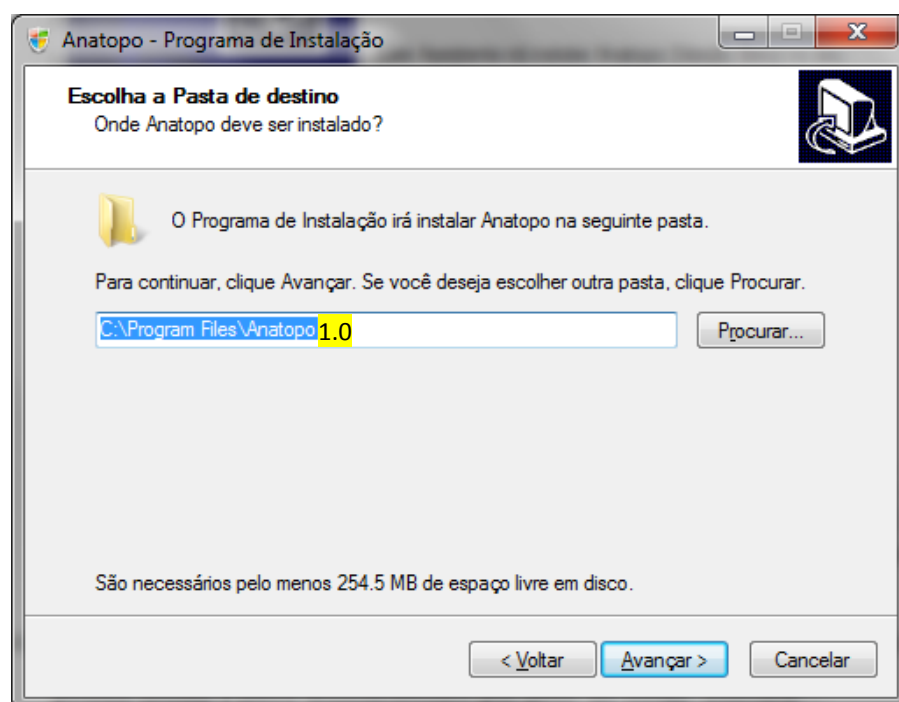 Anatopo - Programa de Instalação
Escolha a Pasta de destino
Onde Anatopo deve ser instalado?
O Programa de Instalação irá instalar Anatopo na seguinte pasta.
Para continuar, clique Avançar. Se você deseja escolher outra pasta, clique Procurar.
C:\Program Files\Anatopo 1.0
Procurar...
São necessários pelo menos 254.5 MB de espaço livre em disco.
< Voltar
Avançar >
Cancelar